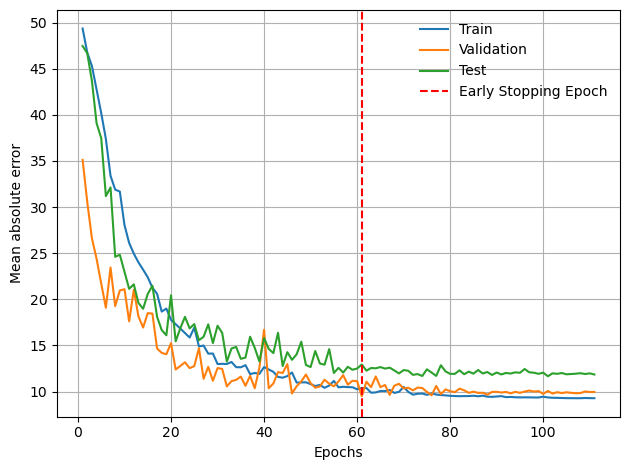 50
45
40
35
30
25
20
15
10
Mean absolute error
Train
Validation
Test
Early Stopping Epoch
0 20 40 60 80 100
Epochs